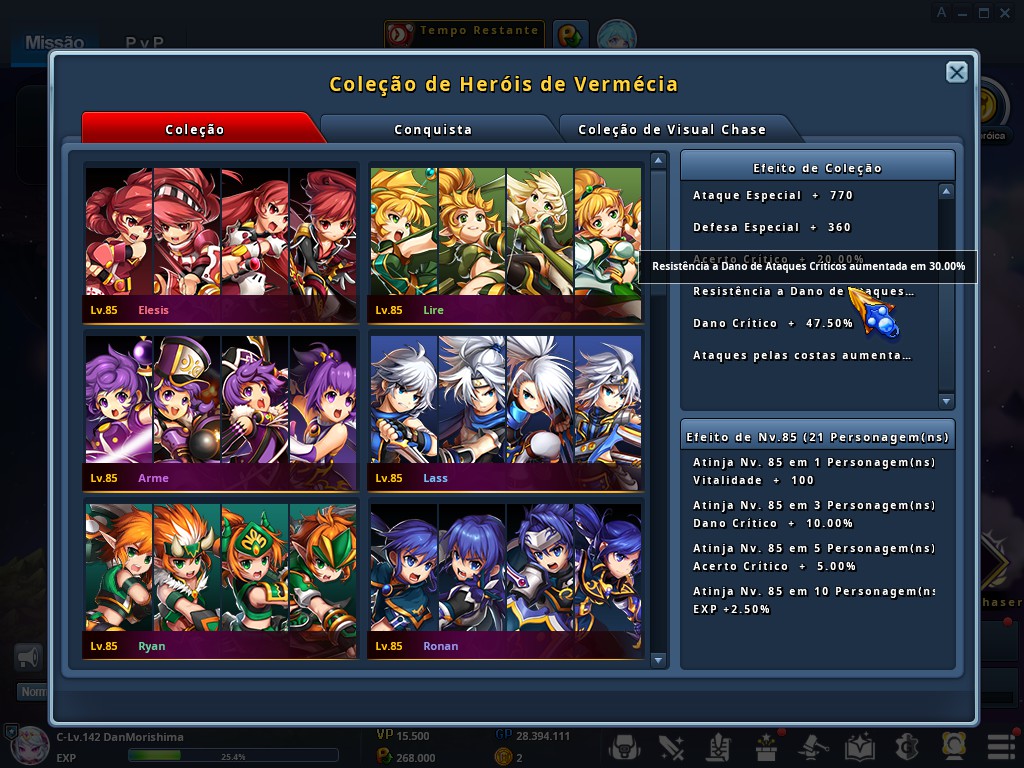 A
Missão
P v P
Tempo Restante
Coleção de Heróis de Vermécia
Coleção
Conquista
Coleção de Visual Chase
Lv.85 Elesis
Lv.85 Lire
Lv.85 Arme
Lv.85 Lass
Lv.85 Ryan
Lv.85 Ronan
Efeito de Coleção
Ataque Especial + 770
Defesa Especial + 360
Acerto Crítico + 20.00%
Resistência a Dano de Ataques Críticos aumentada em 30.00%
Resistência a Dano de Ataques...
Dano Crítico + 47.50%
Ataques pelas costas aumenta...
Efeito de Nv.85 (21 Personagem(ns)
Atinja Nv. 85 em 1 Personagem(ns)
Vitalidade + 100
Atinja Nv. 85 em 3 Personagem(ns)
Dano Crítico + 10.00%
Atinja Nv. 85 em 5 Personagem(ns)
Acerto Crítico + 5.00%
Atinja Nv. 85 em 10 Personagem(ns
EXP +2.50%
Norm
C-Lv.142 DanMorishima
EXP 25.4%
VP 15.500
268.000
GP 28.394.111
2